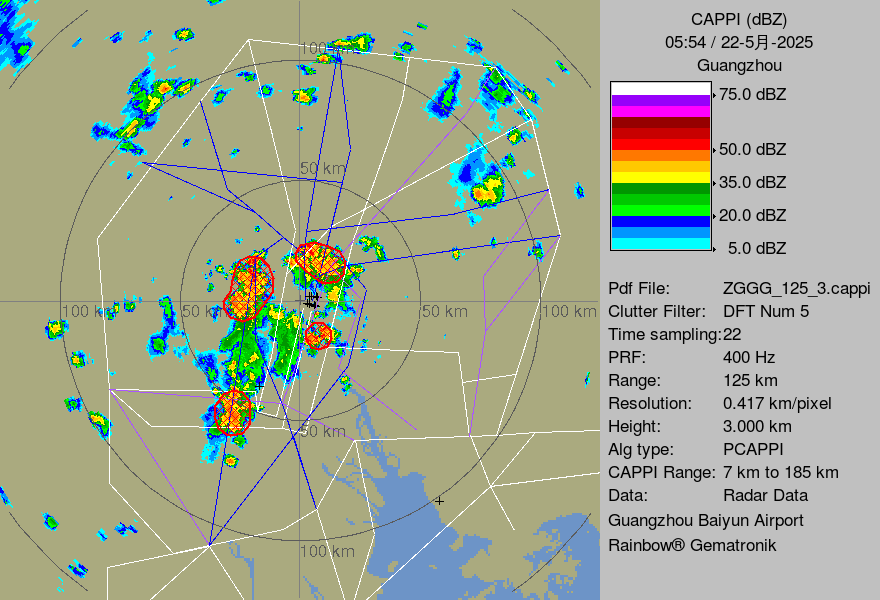 CAPPI (dBZ)
05:54 / 22-5月-2025
Guangzhou
75.0 dBZ
50.0 dBZ
35.0 dBZ
20.0 dBZ
5.0 dBZ
Pdf File: ZGGG_125_3.cappi
Clutter Filter: DFT Num 5
Time sampling:22
PRF: 400 Hz
Range: 125 km
Resolution: 0.417 km/pixel
Height: 3.000 km
Alg type: PCAPPI
CAPPI Range: 7 km to 185 km
Data: Radar Data
Guangzhou Baiyun Airport
Rainbow® Gematronik
100 km
50 km
100 km
50 km
50 km
100 km
50 km
100 km